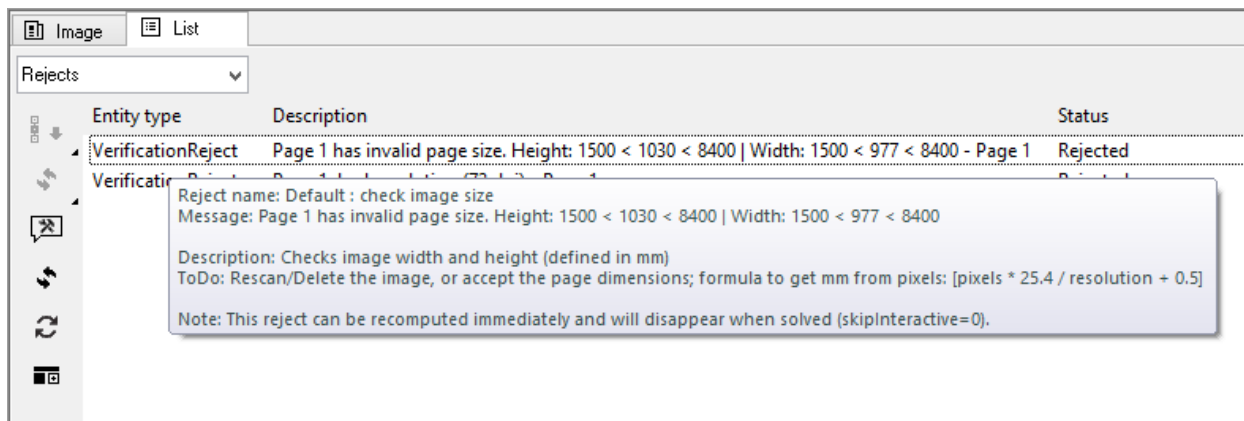 Image
List
Rejects
Entity type Description Status
VerificationReject Page 1 has invalid page size. Height: 1500 < 1030 < 8400 | Width: 1500 < 977 < 8400 - Page 1 Rejected
Reject name: Default : check image size
Message: Page 1 has invalid page size. Height: 1500 < 1030 < 8400 | Width: 1500 < 977 < 8400
Description: Checks image width and height (defined in mm)
ToDo: Rescan/Delete the image, or accept the page dimensions; formula to get mm from pixels: [pixels * 25.4 / resolution + 0.5]
Note: This reject can be recomputed immediately and will disappear when solved (skipInteractive=0).